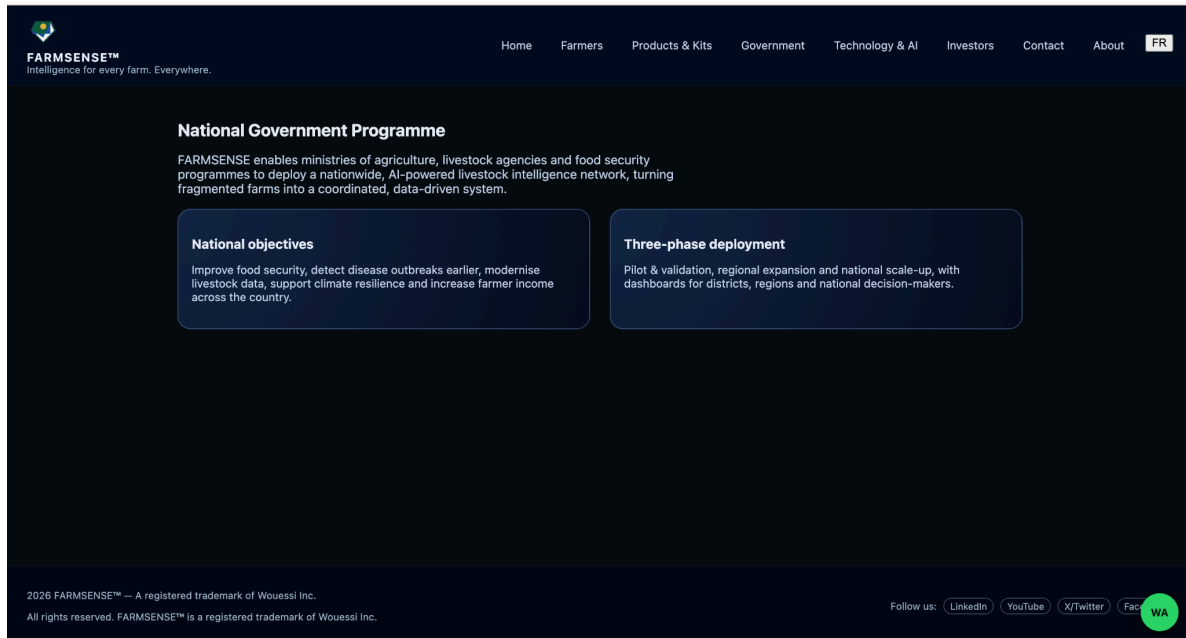 FARMSENSE™
Intelligence for every farm. Everywhere.
Home
Farmers
Products & Kits
Government
Technology & AI
Investors
Contact
About
FR
National Government Programme
FARMSENSE enables ministries of agriculture, livestock agencies and food security
programmes to deploy a nationwide, AI-powered livestock intelligence network, turning
fragmented farms into a coordinated, data-driven system.
National objectives
Improve food security, detect disease outbreaks earlier, modernise
livestock data, support climate resilience and increase farmer income
across the country.
Three-phase deployment
Pilot & validation, regional expansion and national scale-up, with
dashboards for districts, regions and national decision-makers.
2026 FARMSENSE™ — A registered trademark of Wouessi Inc.
All rights reserved. FARMSENSE™ is a registered trademark of Wouessi Inc.
Follow us:
LinkedIn
YouTube
X/Twitter
WA